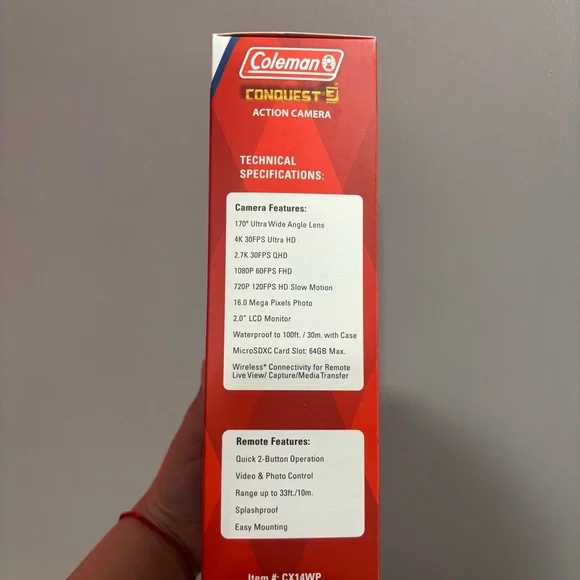 Coleman
CONQUEST 3
ACTION CAMERA
TECHNICAL
SPECIFICATIONS:
Camera Features:
170° Ultra Wide Angle Lens
4K 30FPS Ultra HD
2.7K 30FPS QHD
1080P 60FPS FHD
720P 120FPS HD Slow Motion
16.0 Mega Pixels Photo
2.0" LCD Monitor
Waterproof to 100ft. / 30m. with Case
MicroSDXC Card Slot: 64GB Max.
Wireless* Connectivity for Remote
Live View/ Capture/Media Transfer
Remote Features:
Quick 2-Button Operation
Video & Photo Control
Range up to 33ft./10m.
Splashproof
Easy Mounting
Item #: CX14WP